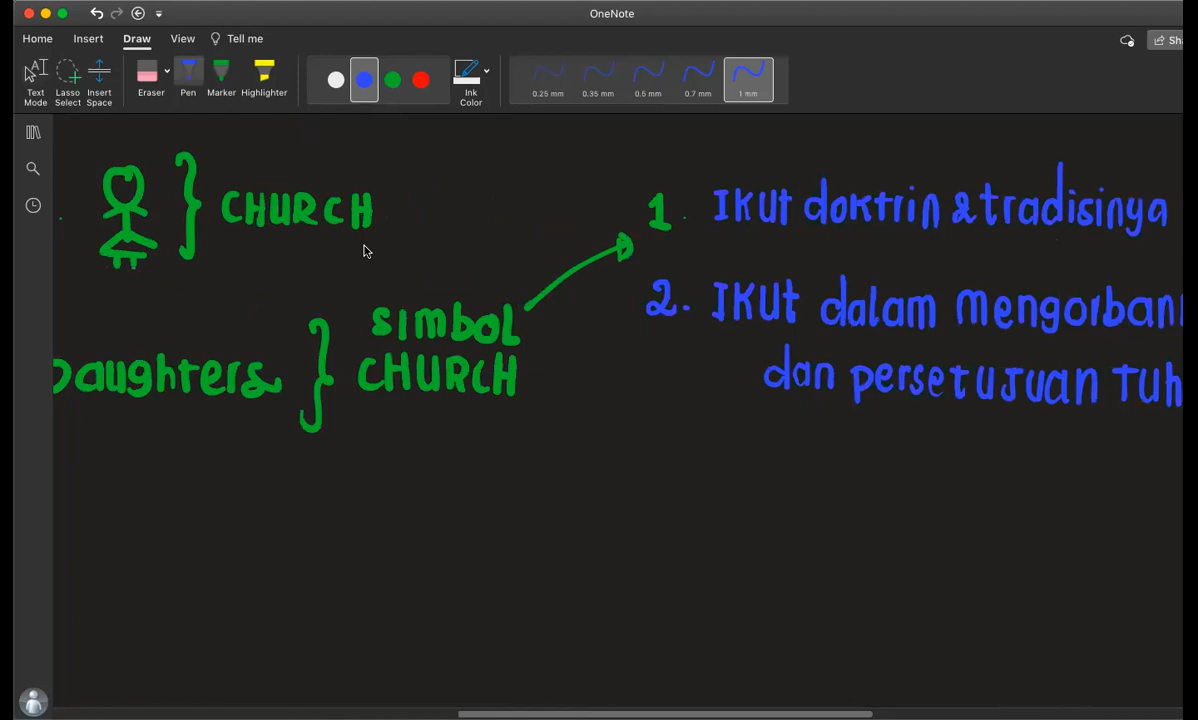 OneNote
Home Insert Draw View Tell me
Text Mode
Lasso Select
Insert Space
Eraser
Pen
Marker
Highlighter
Ink Color
0.25 mm 0.35 mm 0.5 mm 0.7 mm 1 mm
CHURCH
Daughters
SIMBOL
CHURCH
1. IKUT doktrin & tradisinya
2. IKUT dalam mengorban
dan persetujuan TUH